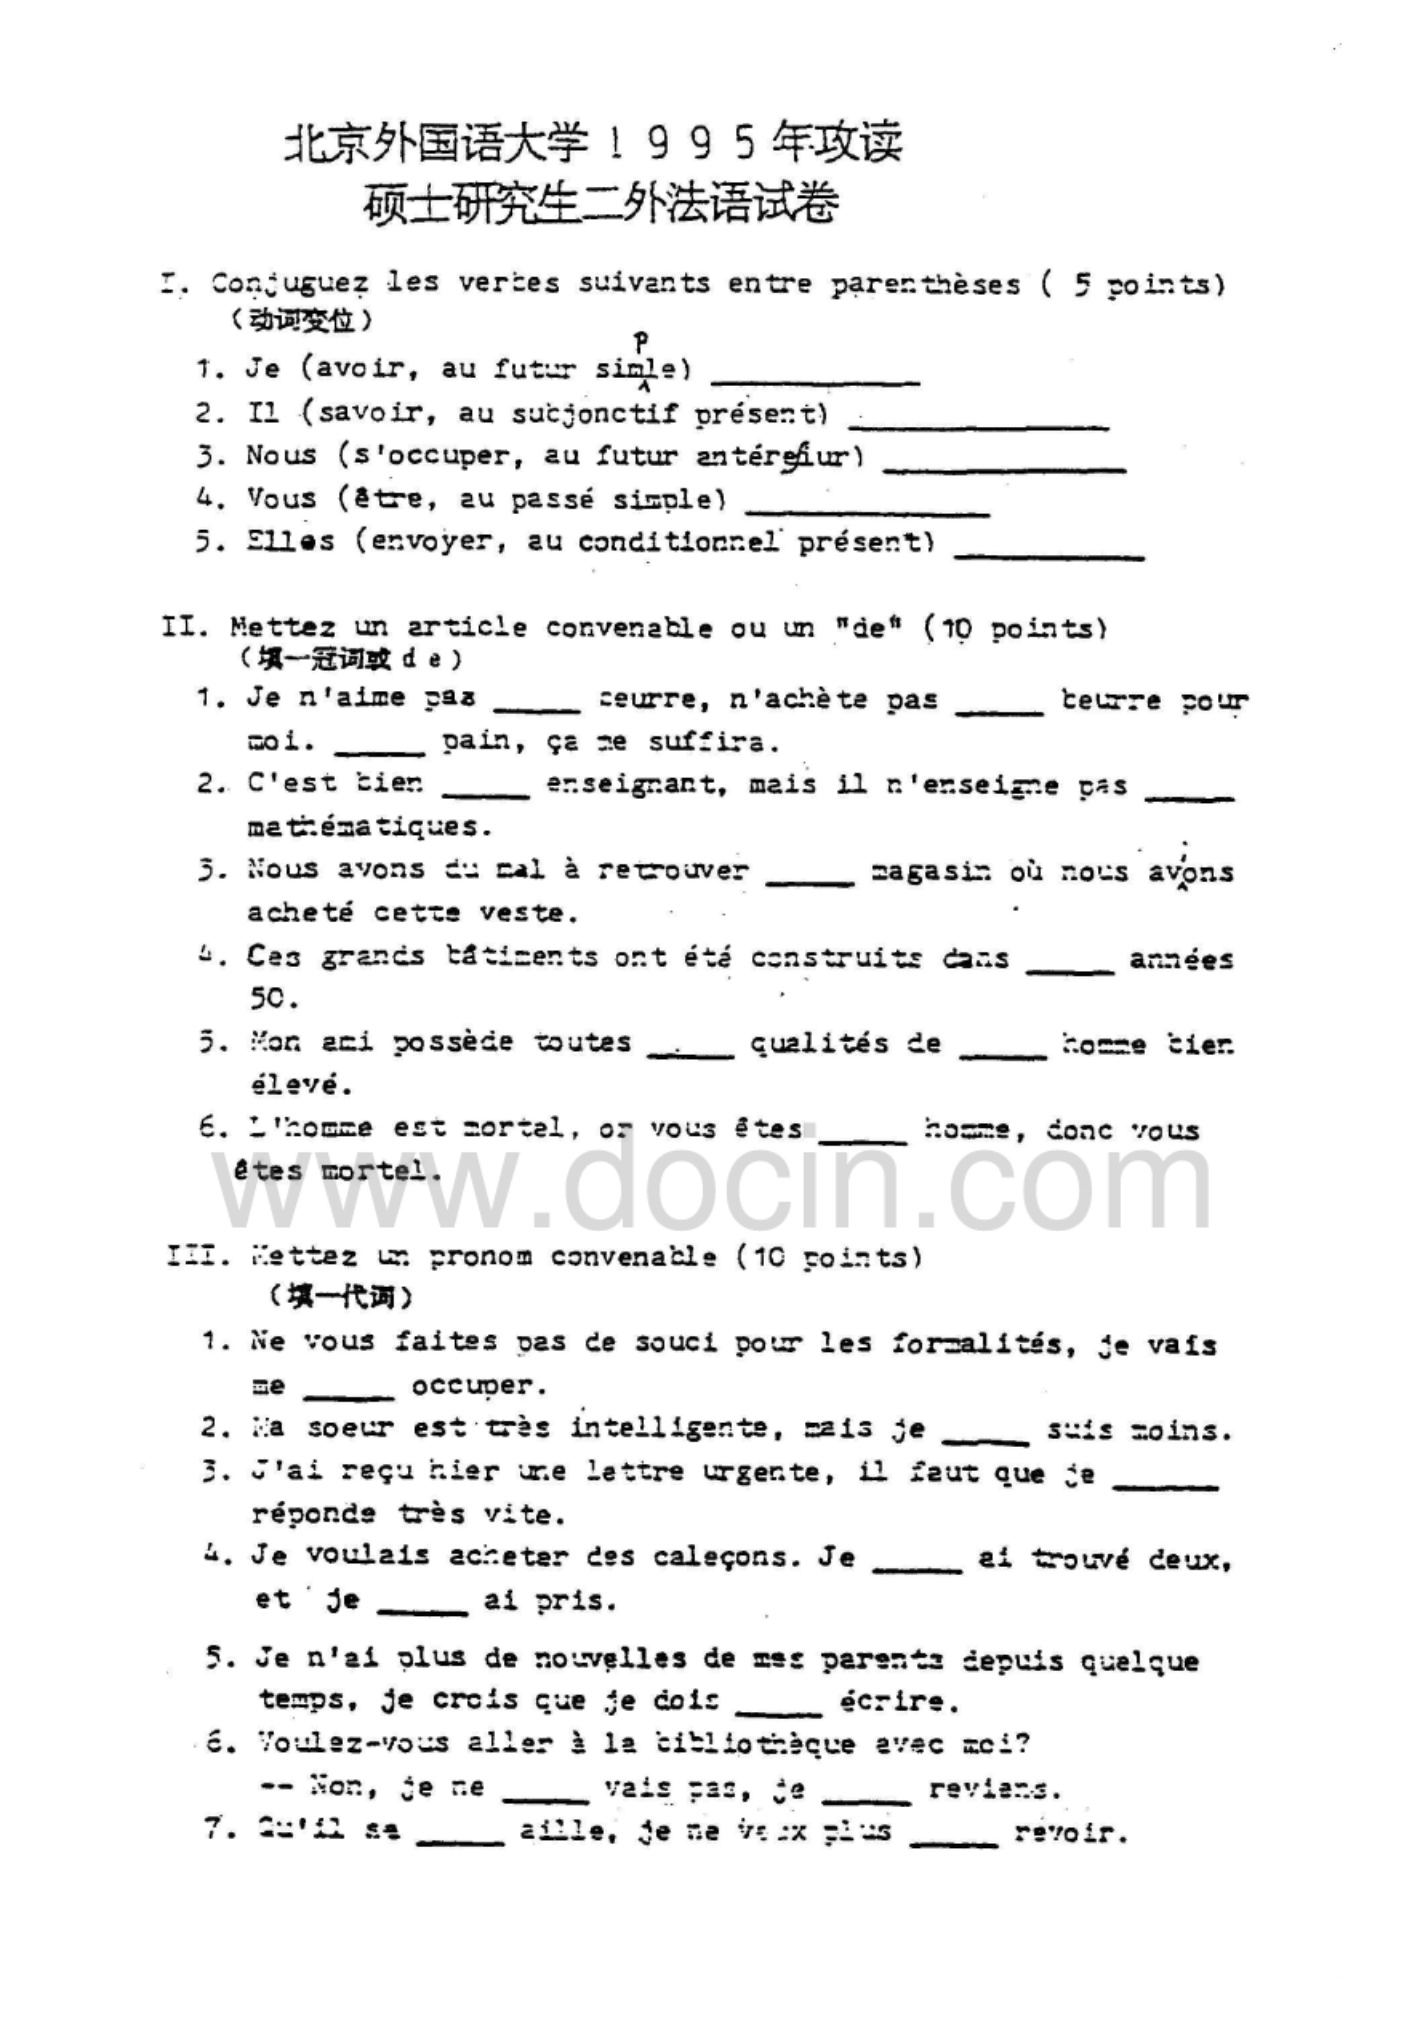 北京外国语大学1995年攻读
硕士研究生二外法语试卷
I. Conjuguez les verbes suivants entre parenthèses ( 5 points)
(动词变位)
1. Je (avoir, au futur simple) ________
2. Il (savoir, au subjonctif présent) ________
3. Nous (s'occuper, au futur antérieur) ________
4. Vous (être, au passé simple) ________
5. Elles (envoyer, au conditionnel présent) ________
II. Mettez un article convenable ou un "de" (10 points)
(填一冠词或de)
1. Je n'aime pas _____ beurre, n'achète pas _____ beurre pour
moi. _____ pain, ça me suffira.
2. C'est bien _____ enseignant, mais il n'enseigne pas _____
mathématiques.
3. Nous avons du mal à retrouver _____ magasin où nous avons
acheté cette veste.
4. Ces grands bâtiments ont été construits dans _____ années
50.
5. Mon ami possède toutes _____ qualités de _____ homme bien
élevé.
6. L'homme est mortel, or vous êtes _____ homme, donc vous
êtes mortel.
www.docin.com
III. Mettez un pronom convenable (10 points)
(填一代词)
1. Ne vous faites pas de souci pour les formalités, je vais
me _____ occuper.
2. Ma soeur est très intelligente, mais je _____ suis moins.
3. J'ai reçu hier une lettre urgente, il faut que je _____
réponde très vite.
4. Je voulais acheter des caleçons. Je _____ ai trouvé deux,
et je _____ ai pris.
5. Je n'ai plus de nouvelles de mes parents depuis quelque
temps, je crois que je dois _____ écrire.
6. Voulez-vous aller à la bibliothèque avec moi?
-- Non, je ne _____ vais pas, je _____ reviens.
7. Qu'il se _____ aille, je ne veux plus _____ revoir.